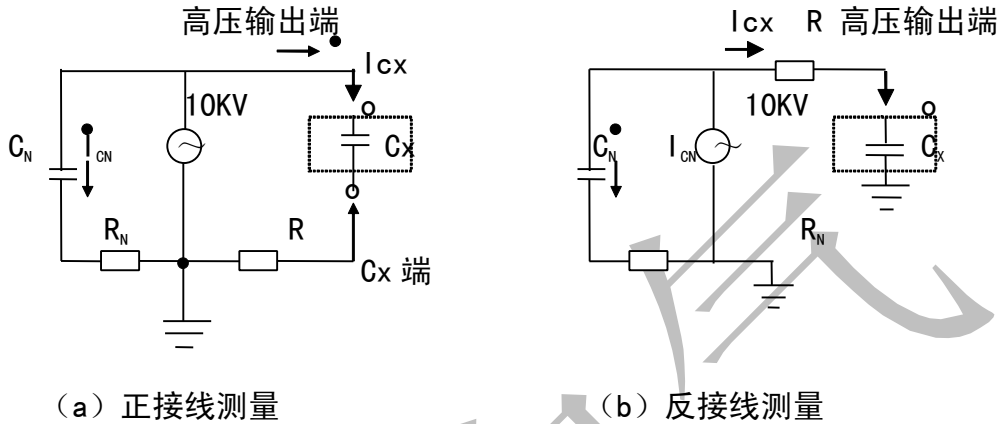 高压输出端
Icx
10KV
CN
ICN
Cx
RN
R
Cx 端
（a）正接线测量
Icx R 高压输出端
10KV
CN
ICN
CX
RN
（b）反接线测量